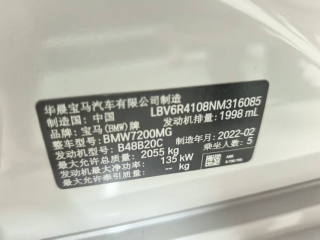 华晨宝马汽车有限公司制造
制造国：中国 LBV6R4108NM316085
品牌：宝马(BMW)牌 发动机排量：1998 mL
整车型号：BMW7200MG
发动机型号：B48B20C 制造年月：2022-02
最大允许总质量：2055 kg 乘坐人数：5
发动机最大净功率：135 kW
最大允许牵引质量：-- kg